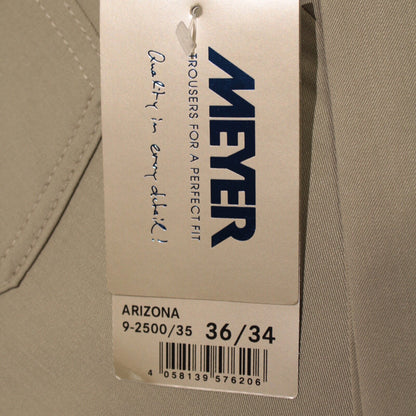 MEYER
TROUSERS FOR A PERFECT FIT
Quality in every detail!
ARIZONA
9-2500/35 36/34
4 058139 576206